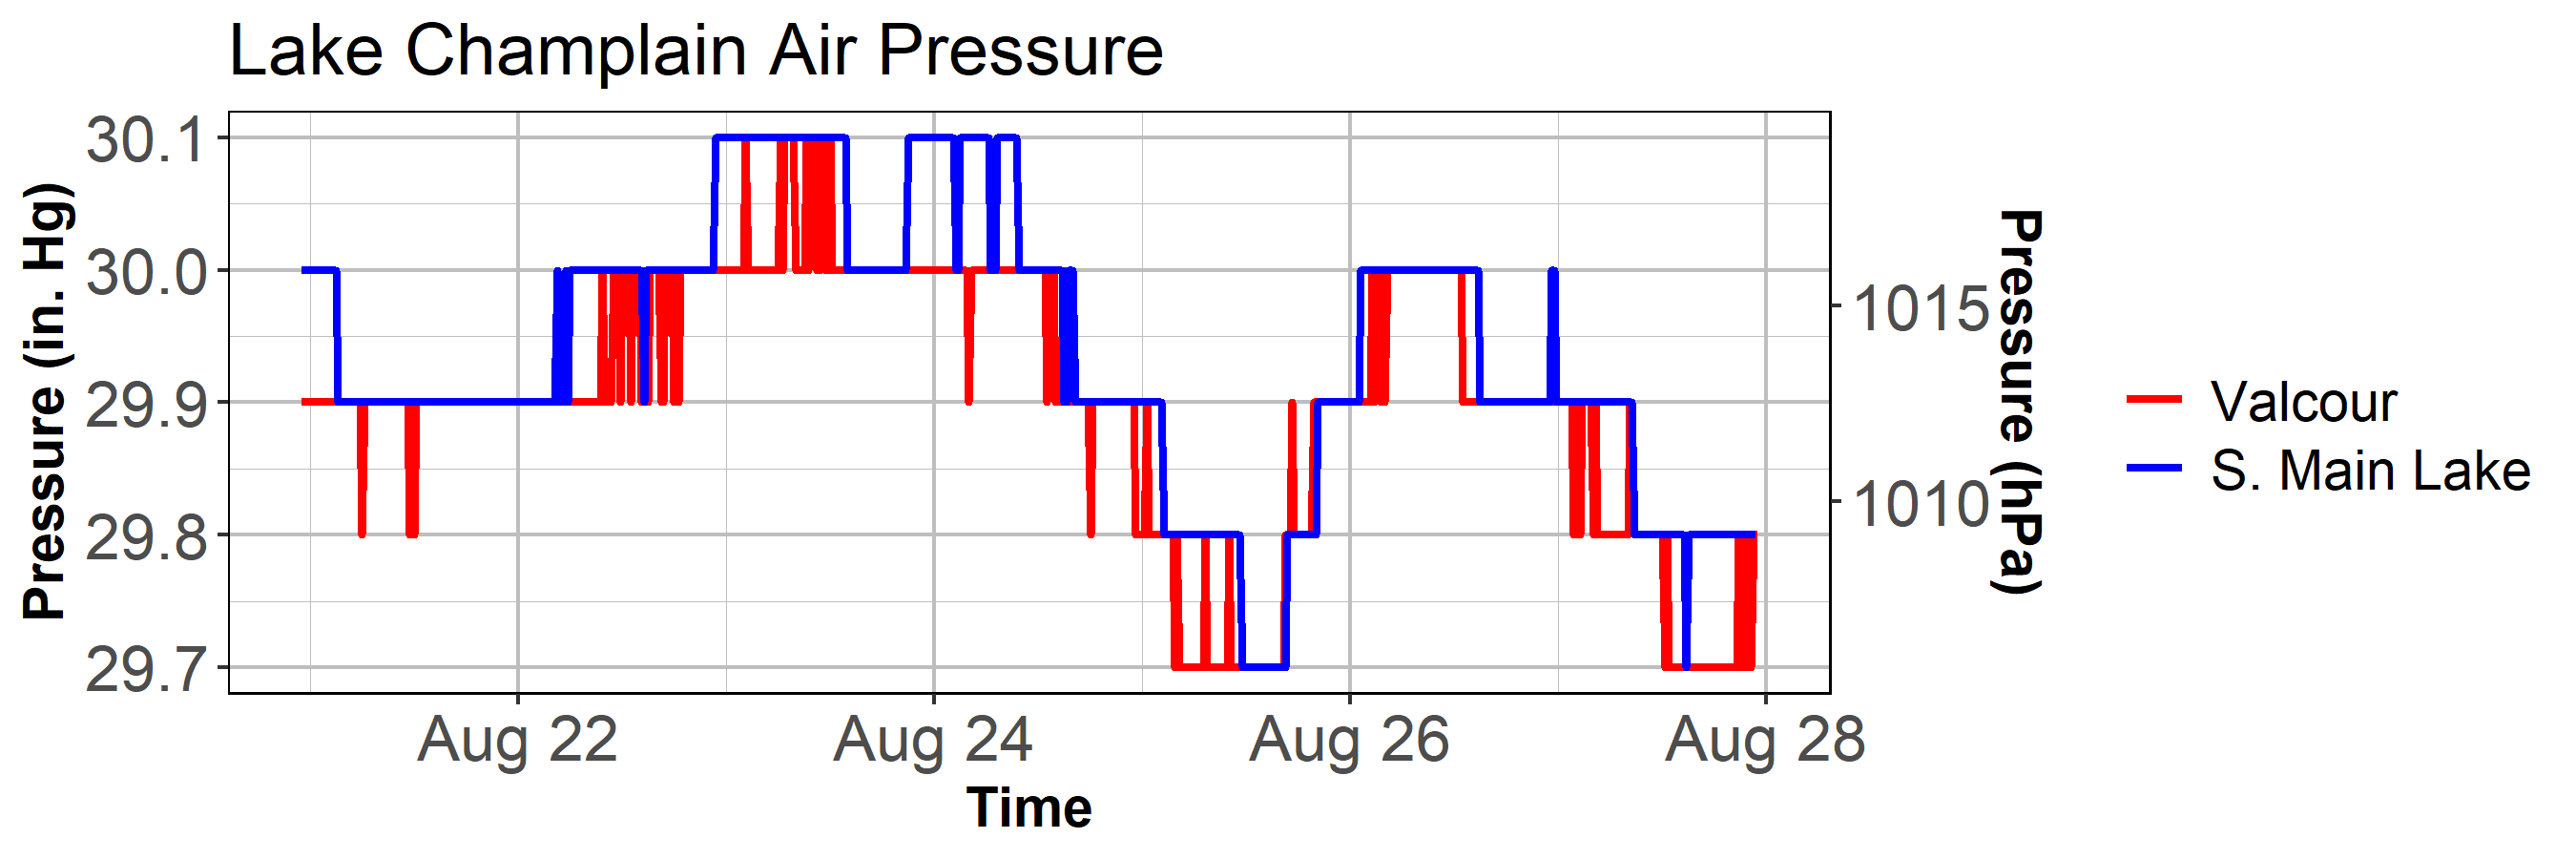 Lake Champlain Air Pressure
Pressure (in. Hg)
30.1
30.0
29.9
29.8
29.7
1015
1010
Pressure (hPa)
Aug 22
Aug 24
Aug 26
Aug 28
Time
Valcour
S. Main Lake